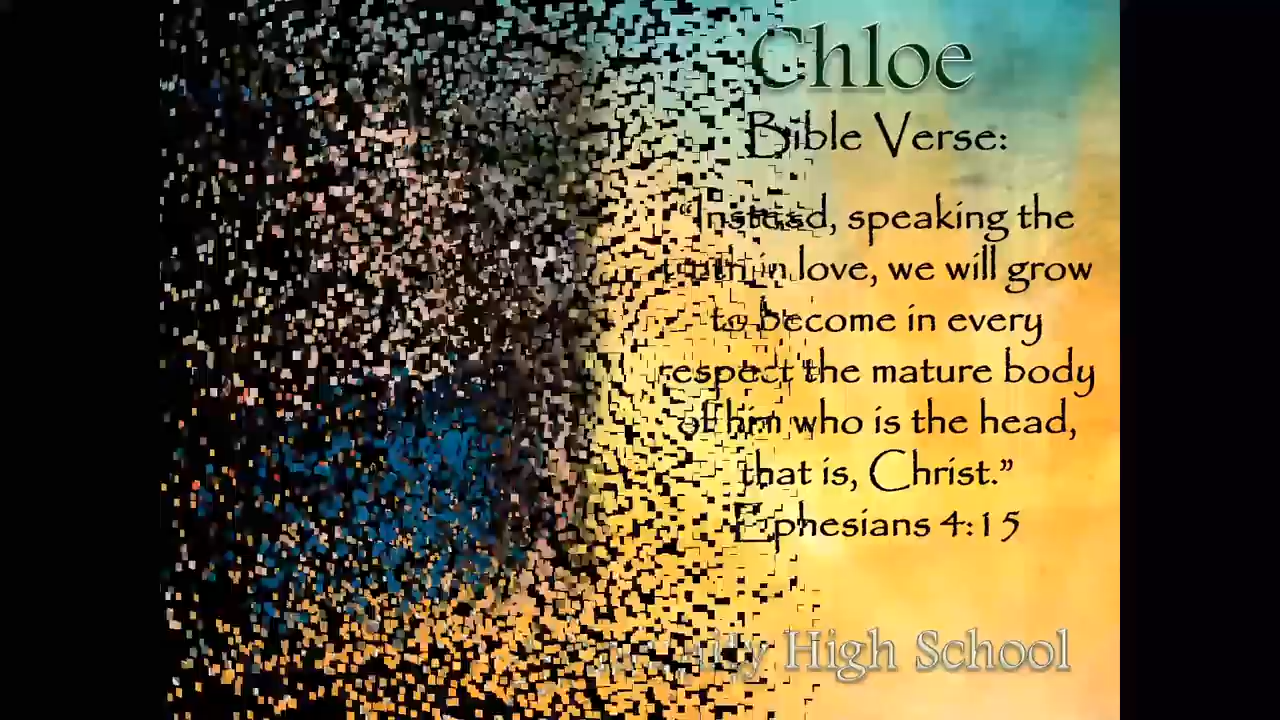 Chloe
Bible Verse:
“Instead, speaking the
truth in love, we will grow
to become in every
respect the mature body
of him who is the head,
that is, Christ.”
Ephesians 4:15
High School